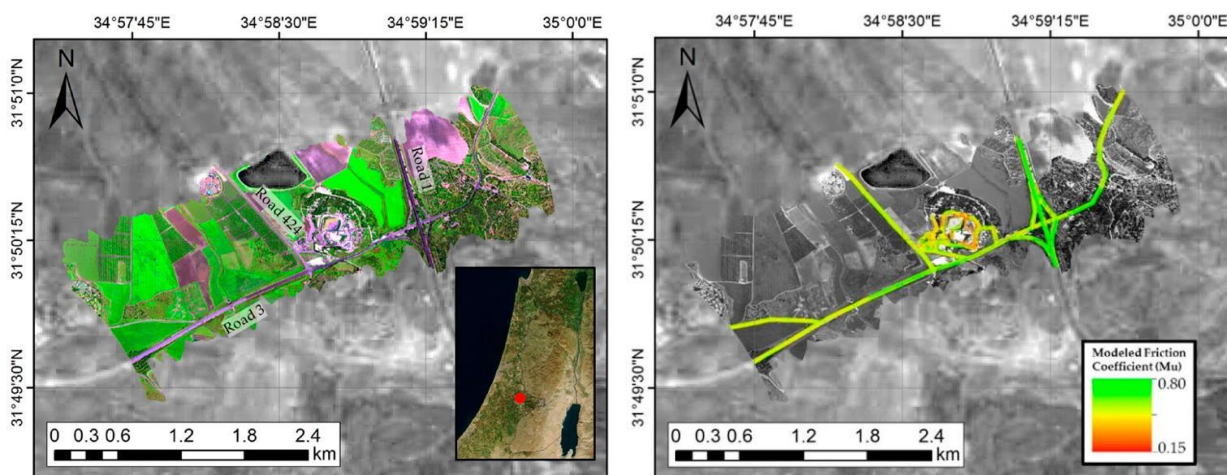 34°57'45"E 34°58'30"E 34°59'15"E 35°0'0"E
N
31°51'0"N
31°50'15"N
31°49'30"N
Road 1
Road 424
Road 3
0 0.3 0.6 1.2 1.8 2.4
km
34°57'45"E 34°58'30"E 34°59'15"E 35°0'0"E
N
31°51'0"N
31°50'15"N
31°49'30"N
Modeled Friction
Coefficient (Mu)
0.80
0.15
0 0.3 0.6 1.2 1.8 2.4
km